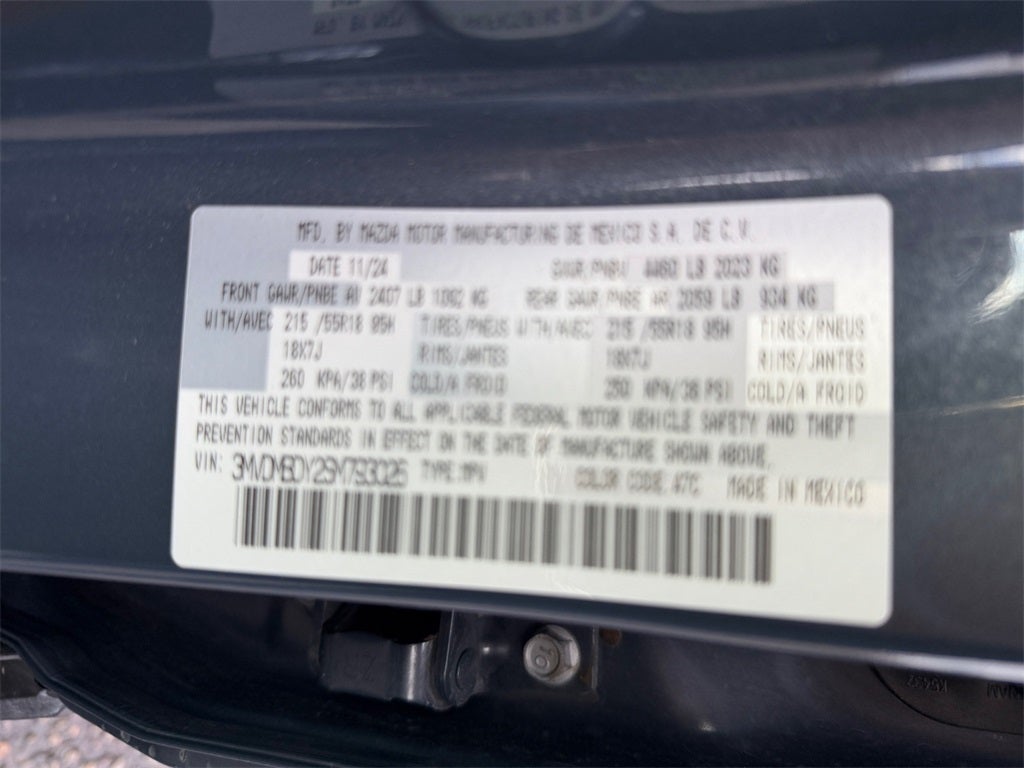 MFD. BY MAZDA MOTOR MANUFACTURING DE MEXICO S.A. DE C.V.
DATE 11/24 GAWR/PNBV 4460 LB 2023 KG
FRONT GAWR/PNBE AV 2407 LB 1092 KG REAR GAWR/PNBE AR 2059 LB 934 KG
WITH/AVEC 215 /55R18 95H TIRES/PNEUS WITH/AVEC 215 /55R18 95H TIRES/PNEUS
18X7J RIMS/JANTES 18X7J RIMS/JANTES
260 KPA/38 PSI COLD/A FROID 250 KPA/36 PSI COLD/A FROID
THIS VEHICLE CONFORMS TO ALL APPLICABLE FEDERAL MOTOR VEHICLE SAFETY AND THEFT
PREVENTION STANDARDS IN EFFECT ON THE DATE OF MANUFACTURE SHOWN ABOVE.
VIN: TYPE:MPV COLOR CODE:47C MADE IN MEXICO
10
K5437